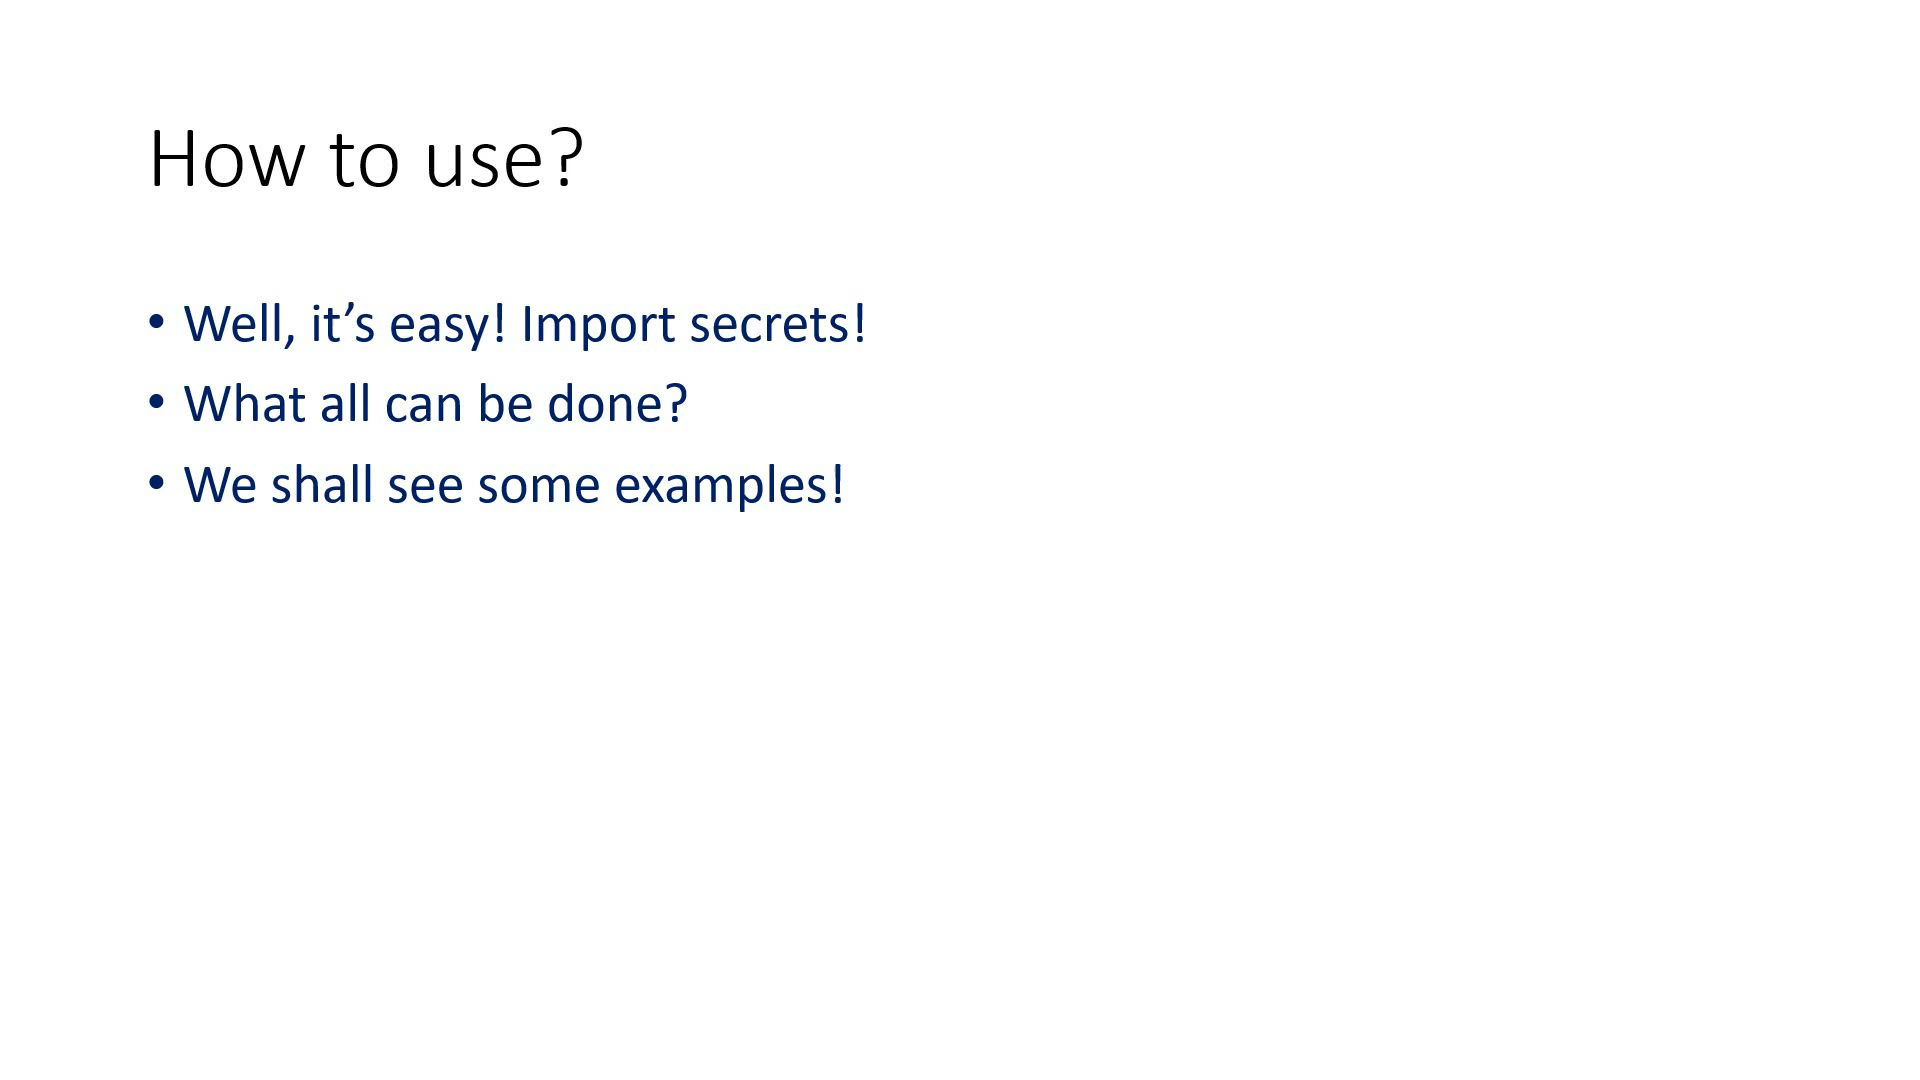 How to use?
• Well, it’s easy! Import secrets!
• What all can be done?
• We shall see some examples!